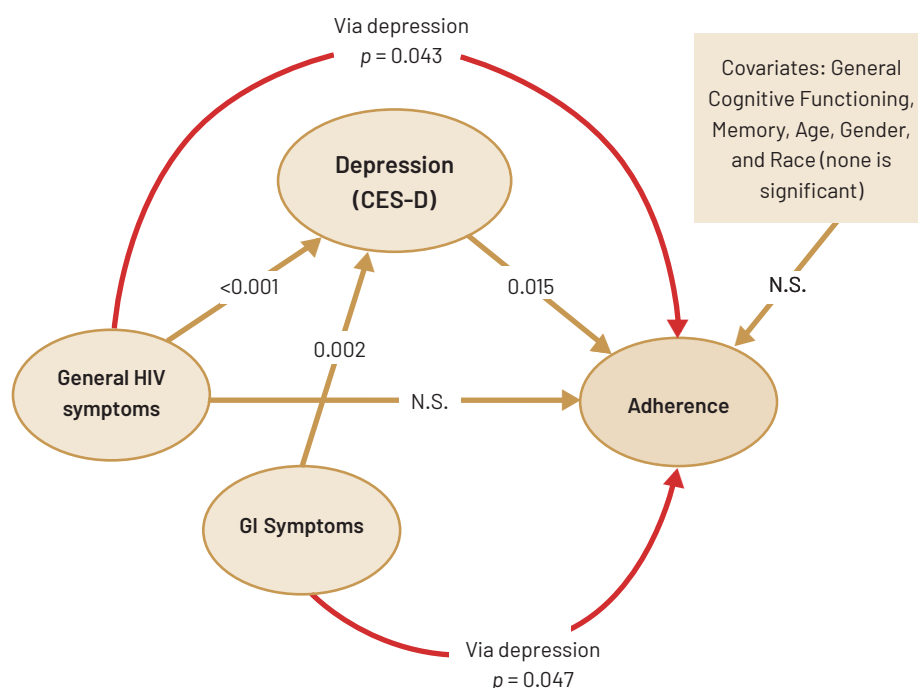 Via depression
p = 0.043
Covariates: General
Cognitive Functioning,
Memory, Age, Gender,
and Race (none is
significant)
Depression
(CES-D)
<0.001
0.015
N.S.
0.002
General HIV
symptoms
N.S.
Adherence
GI Symptoms
Via depression
p = 0.047